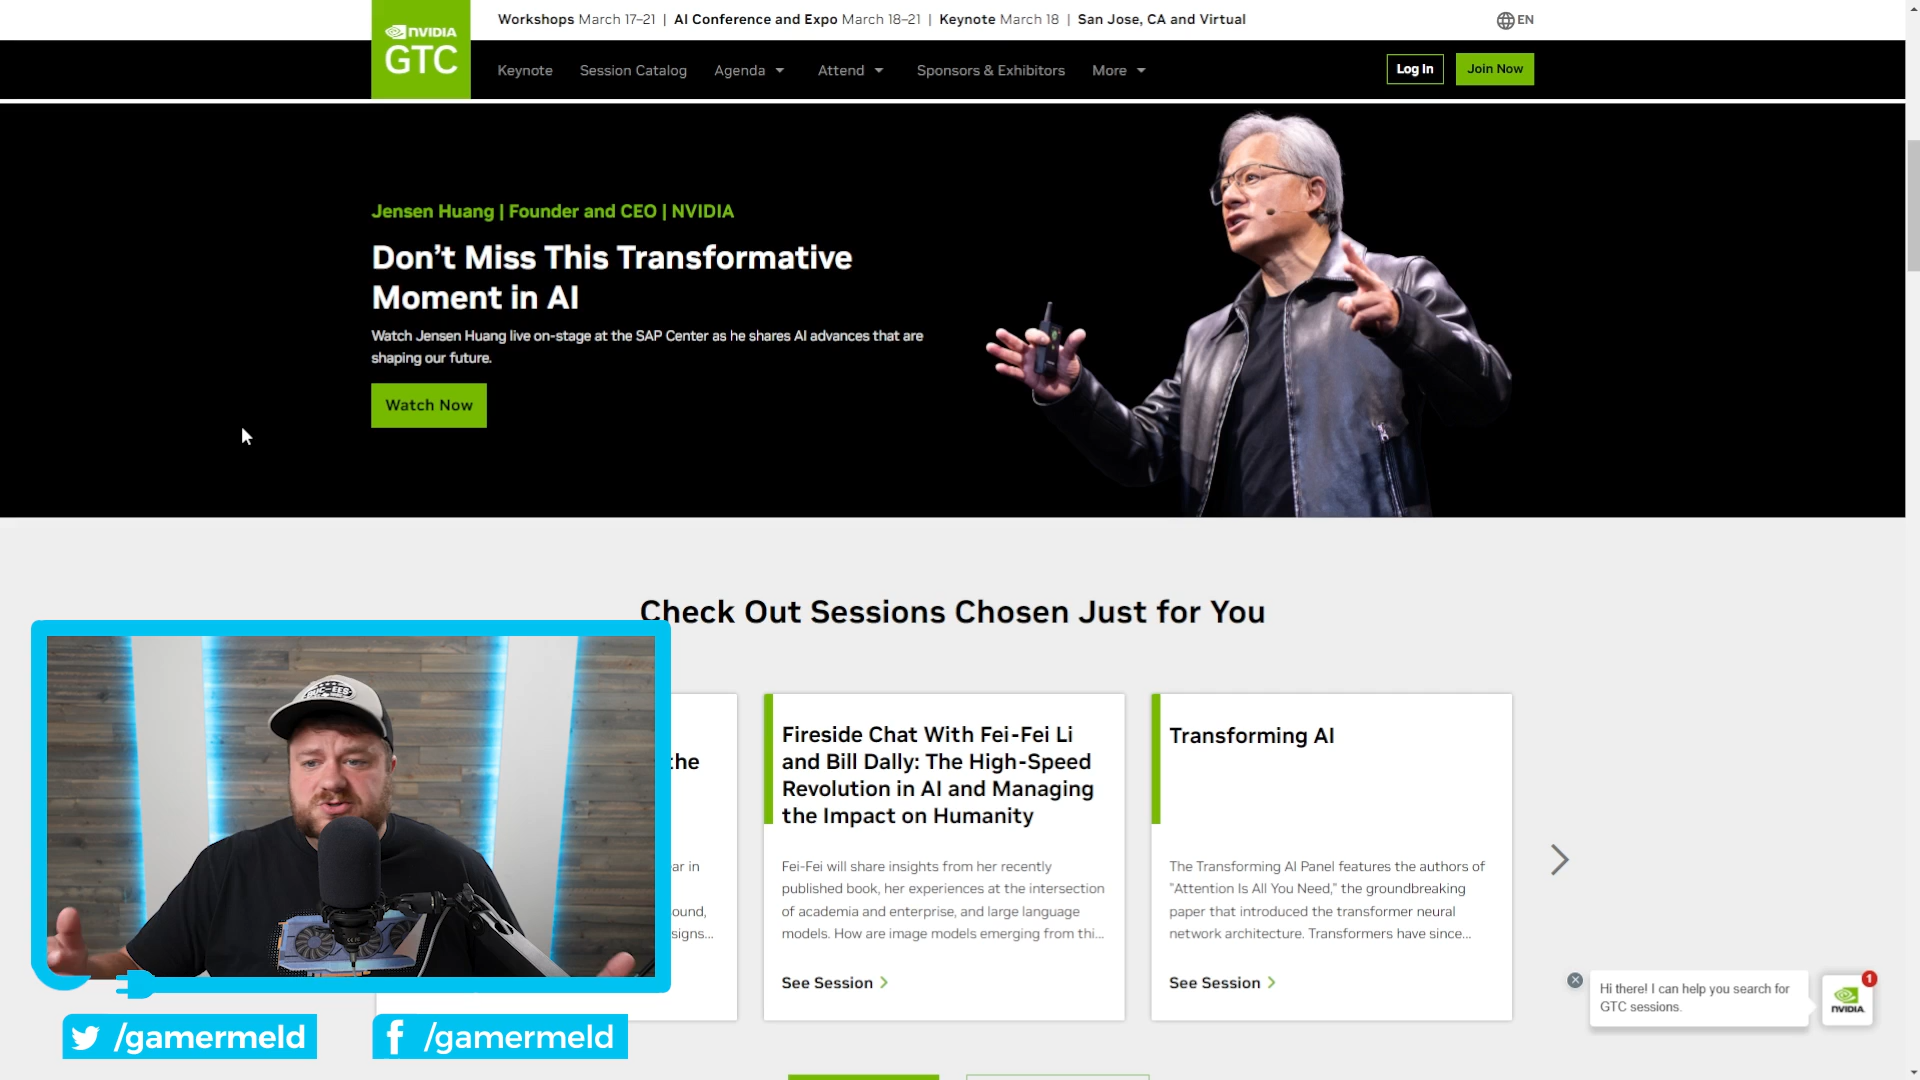 Workshops March 17–21 | AI Conference and Expo March 18–21 | Keynote March 18 | San Jose, CA and Virtual
EN
NVIDIA
GTC
Keynote Session Catalog Agenda Attend Sponsors & Exhibitors More
Log In
Join Now
Jensen Huang | Founder and CEO | NVIDIA
Don’t Miss This Transformative
Moment in AI
Watch Jensen Huang live on-stage at the SAP Center as he shares AI advances that are
shaping our future.
Watch Now
Check Out Sessions Chosen Just for You
the
ar in
ound,
signs...
See Session
Fireside Chat With Fei-Fei Li
and Bill Dally: The High-Speed
Revolution in AI and Managing
the Impact on Humanity
Fei-Fei will share insights from her recently
published book, her experiences at the intersection
of academia and enterprise, and large language
models. How are image models emerging from thi...
Transforming AI
The Transforming AI Panel features the authors of
"Attention Is All You Need," the groundbreaking
paper that introduced the transformer neural
network architecture. Transformers have since...
See Session
BUC-EE'S
Hi there! I can help you search for
GTC sessions.
1
NVIDIA
/gamermeld
/gamermeld